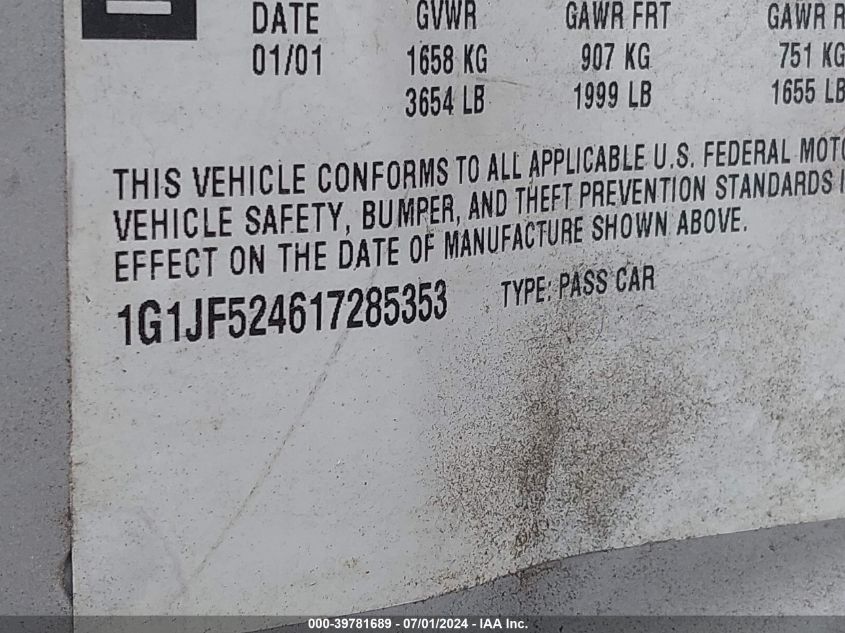 DATE GVWR GAWR FRT GAWR R
01/01 1658 KG 907 KG 751 KG
3654 LB 1999 LB 1655 LB
THIS VEHICLE CONFORMS TO ALL APPLICABLE U.S. FEDERAL MOTO
VEHICLE SAFETY, BUMPER, AND THEFT PREVENTION STANDARDS I
EFFECT ON THE DATE OF MANUFACTURE SHOWN ABOVE.
1G1JF524617285353 TYPE: PASS CAR
000-39781689 - 07/01/2024 - IAA Inc.